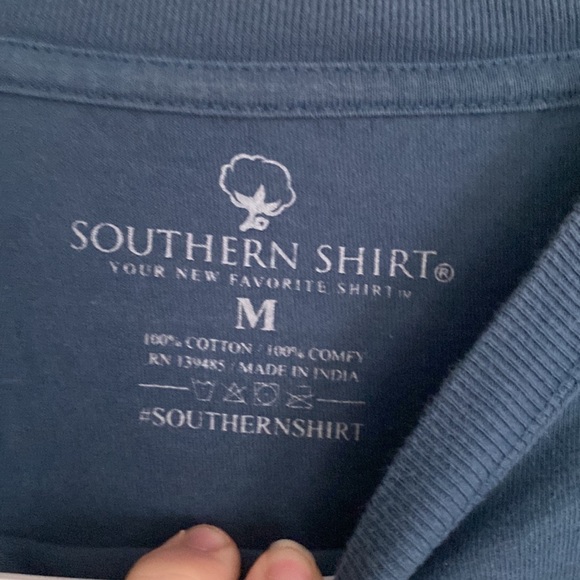 SOUTHERN SHIRT®
YOUR NEW FAVORITE SHIRT™
M
100% COTTON / 100% COMFY
RN 139485 / MADE IN INDIA
#SOUTHERNSHIRT